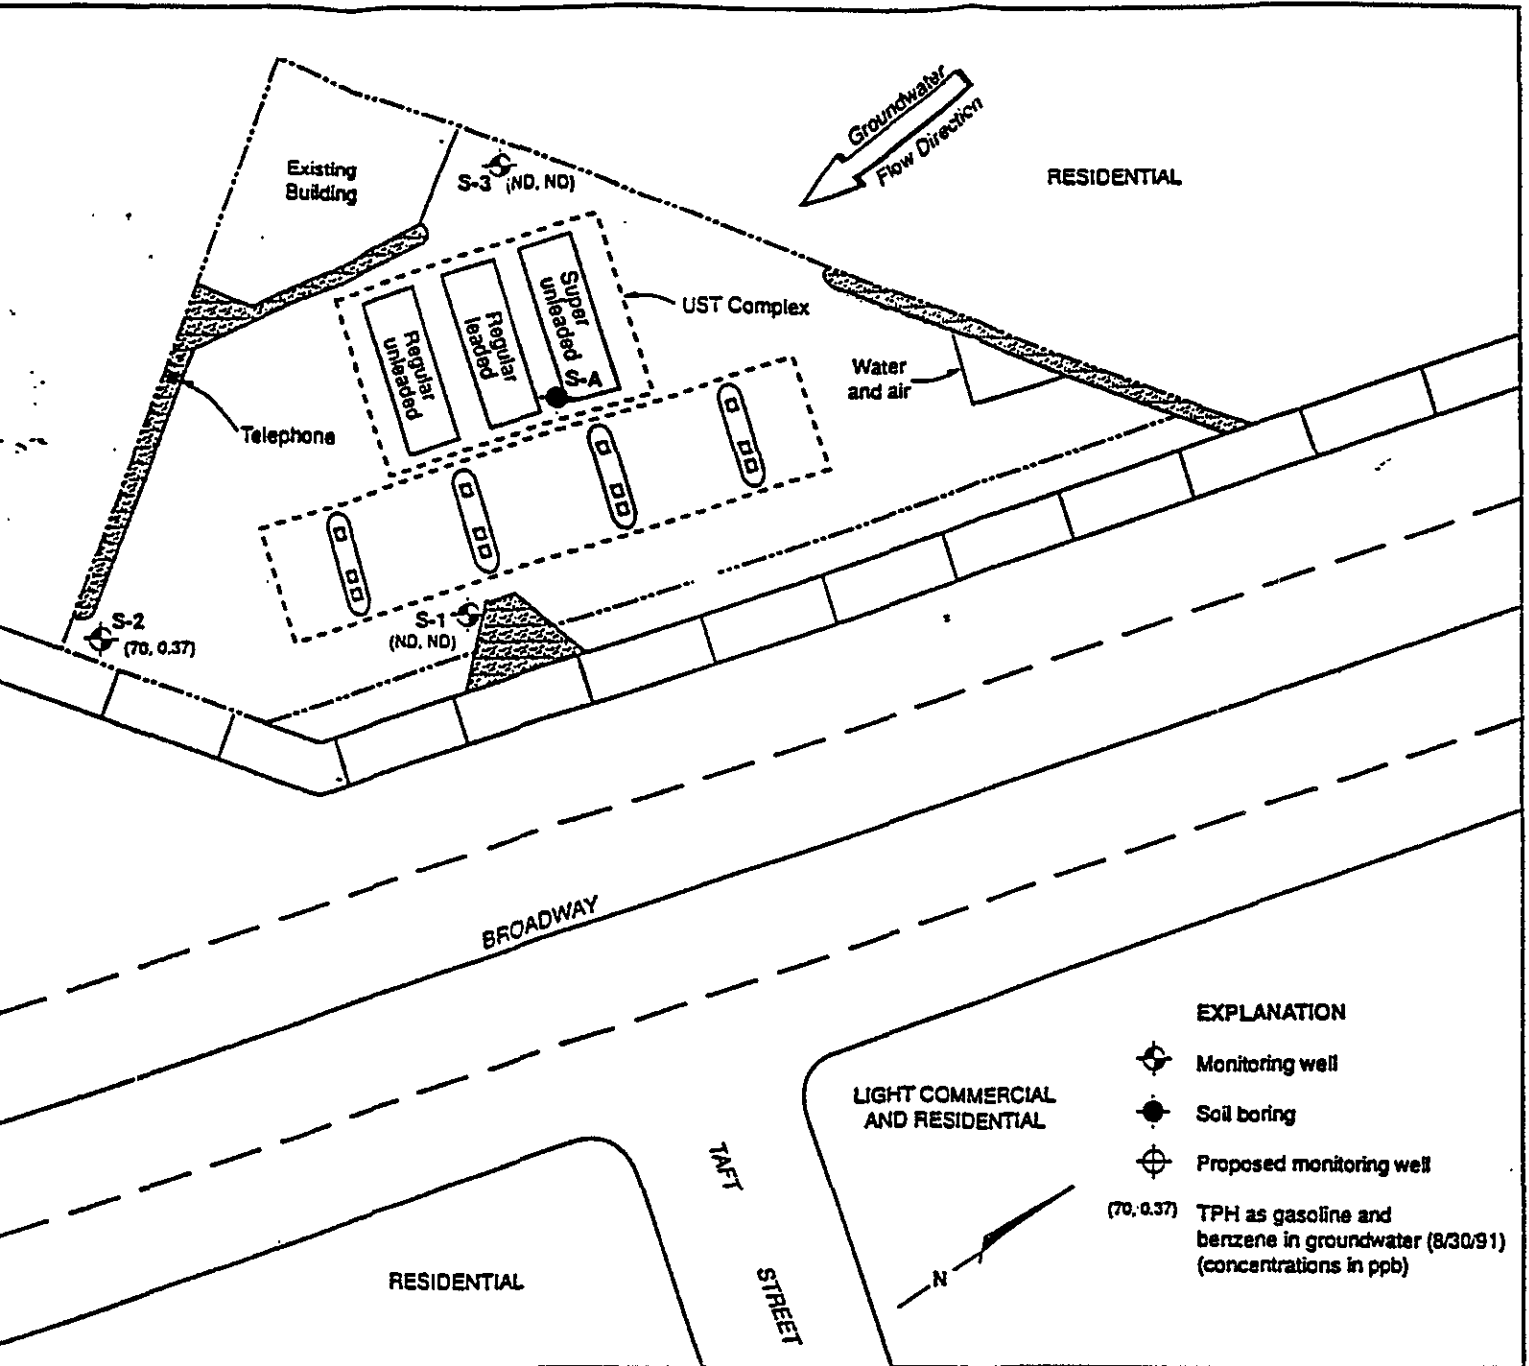 Groundwater
Flow Direction
RESIDENTIAL
Existing
Building
S-3 (ND, ND)
Super
unleaded
Regular
leaded
Regular
unleaded
UST Complex
S-A
Water
and air
Telephone
S-2
(70, 0.37)
S-1
(ND, ND)
BROADWAY
EXPLANATION
Monitoring well
Soil boring
Proposed monitoring well
(70, 0.37) TPH as gasoline and
benzene in groundwater (8/30/91)
(concentrations in ppb)
LIGHT COMMERCIAL
AND RESIDENTIAL
TAFT
STREET
N
RESIDENTIAL